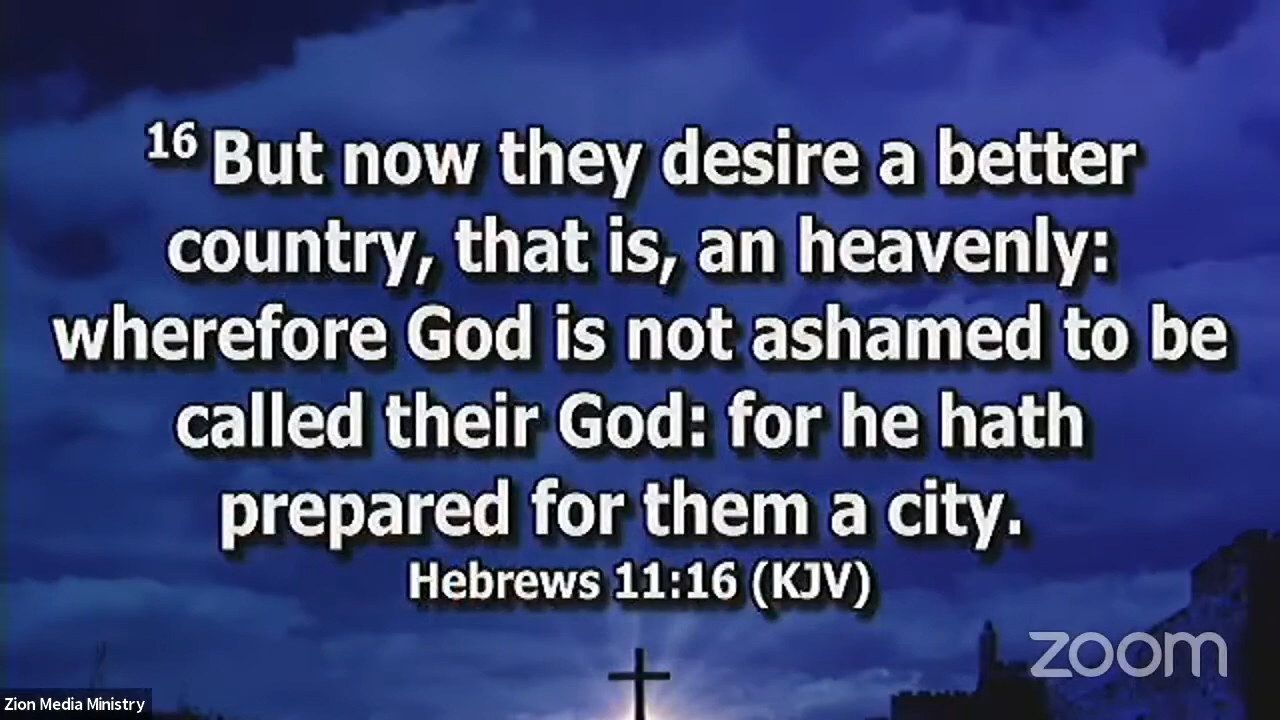 16 But now they desire a better
country, that is, an heavenly:
wherefore God is not ashamed to be
called their God: for he hath
prepared for them a city.
Hebrews 11:16 (KJV)
zoom
Zion Media Ministry